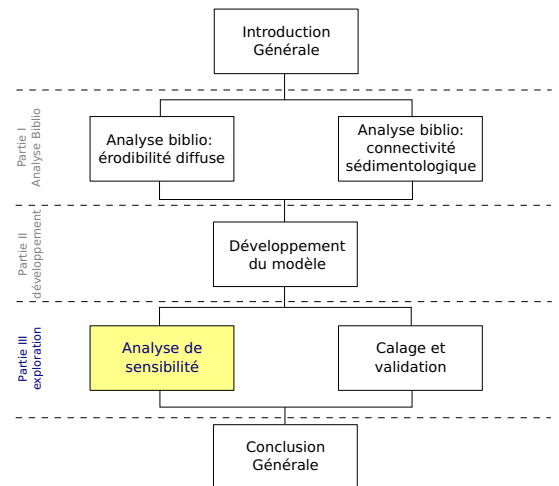 Introduction
Générale
Partie I
Analyse Biblio
Analyse biblio:
érodibilité diffuse
Analyse biblio:
connectivité
sédimentologique
Partie II
développement
Développement
du modèle
Partie III
exploration
Analyse de
sensibilité
Calage et
validation
Conclusion
Générale